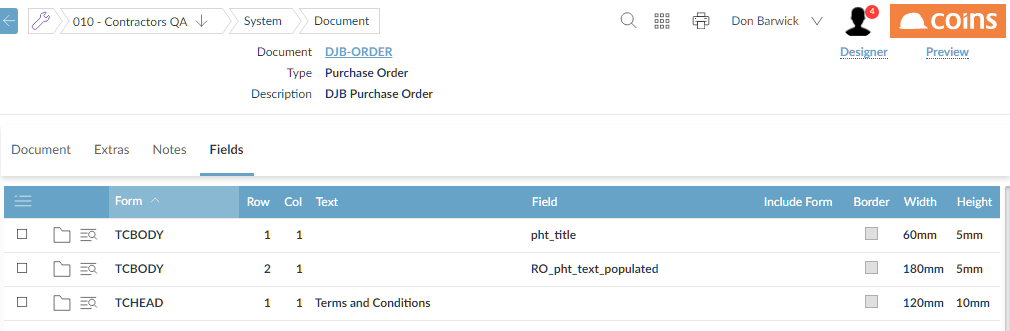 010 - Contractors QA System Document Don Barwick 4 coins
Document DJB-ORDER Designer Preview
Type Purchase Order
Description DJB Purchase Order
Document Extras Notes Fields
Form Row Col Text Field Include Form Border Width Height
TCBODY 1 1 pht_title 60mm 5mm
TCBODY 2 1 RO_pht_text_populated 180mm 5mm
TCHEAD 1 1 Terms and Conditions 120mm 10mm